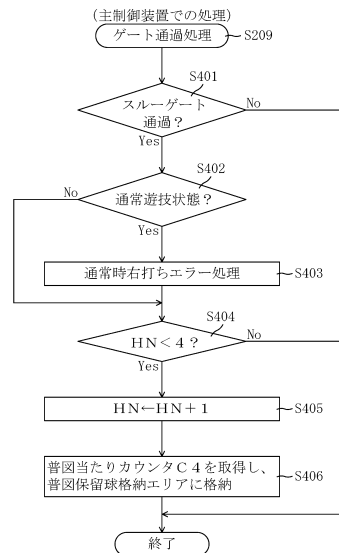 (主制御装置での処理)
ゲート通過処理
S209
S401
スルーゲート
通過?
No
Yes
S402
通常遊技状態?
No
Yes
通常時右打ちエラー処理
S403
S404
HN<4?
No
Yes
HN←HN+1
S405
普図当たりカウンタC4を取得し、
普図保留球格納エリアに格納
S406
終了